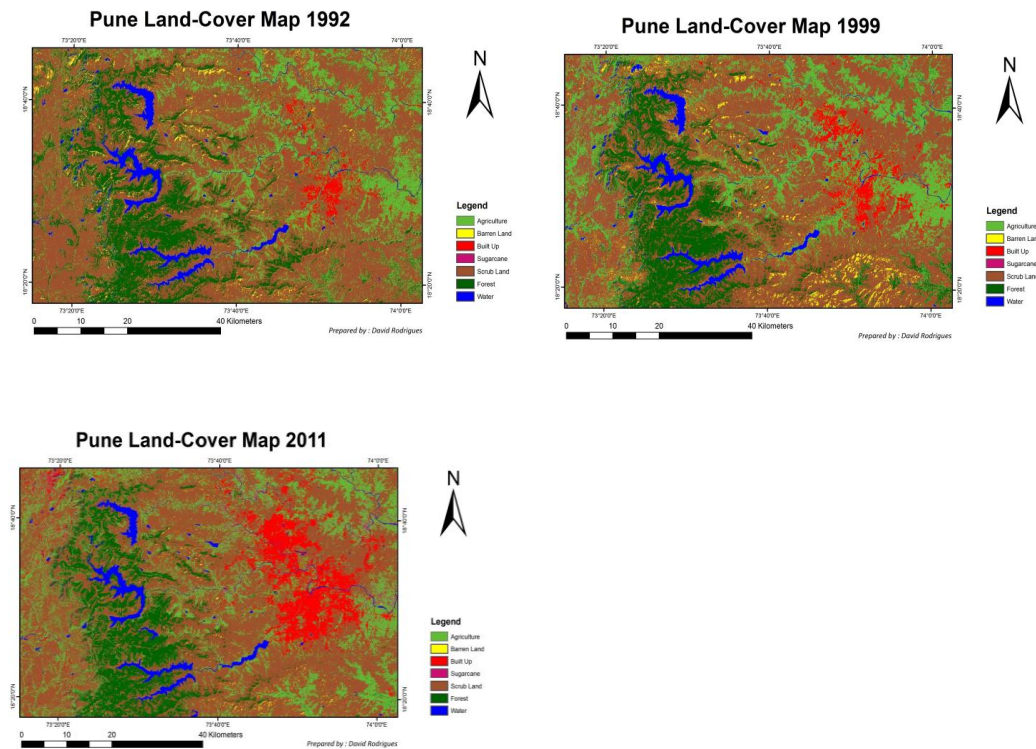 Pune Land-Cover Map 1992
73°20'0"E 73°40'0"E 74°0'0"E
N
18°40'0"N 18°40'0"N
Legend
Agriculture
Barren Land
Built Up
Sugarcane
Scrub Land
Forest
Water
18°20'0"N 18°20'0"N
73°20'0"E 73°40'0"E 74°0'0"E
0 10 20 40 Kilometers
Prepared by : David Rodrigues
Pune Land-Cover Map 1999
73°20'0"E 73°40'0"E 74°0'0"E
N
18°40'0"N 18°40'0"N
Legend
Agriculture
Barren Land
Built Up
Sugarcane
Scrub Land
Forest
Water
18°20'0"N 18°20'0"N
73°20'0"E 73°40'0"E 74°0'0"E
0 10 20 40 Kilometers
Prepared by : David Rodrigues
Pune Land-Cover Map 2011
73°20'0"E 73°40'0"E 74°0'0"E
N
18°40'0"N 18°40'0"N
Legend
Agriculture
Barren Land
Built Up
Sugarcane
Scrub Land
Forest
Water
18°20'0"N 18°20'0"N
73°20'0"E 73°40'0"E 74°0'0"E
0 10 20 40 Kilometers
Prepared by : David Rodrigues